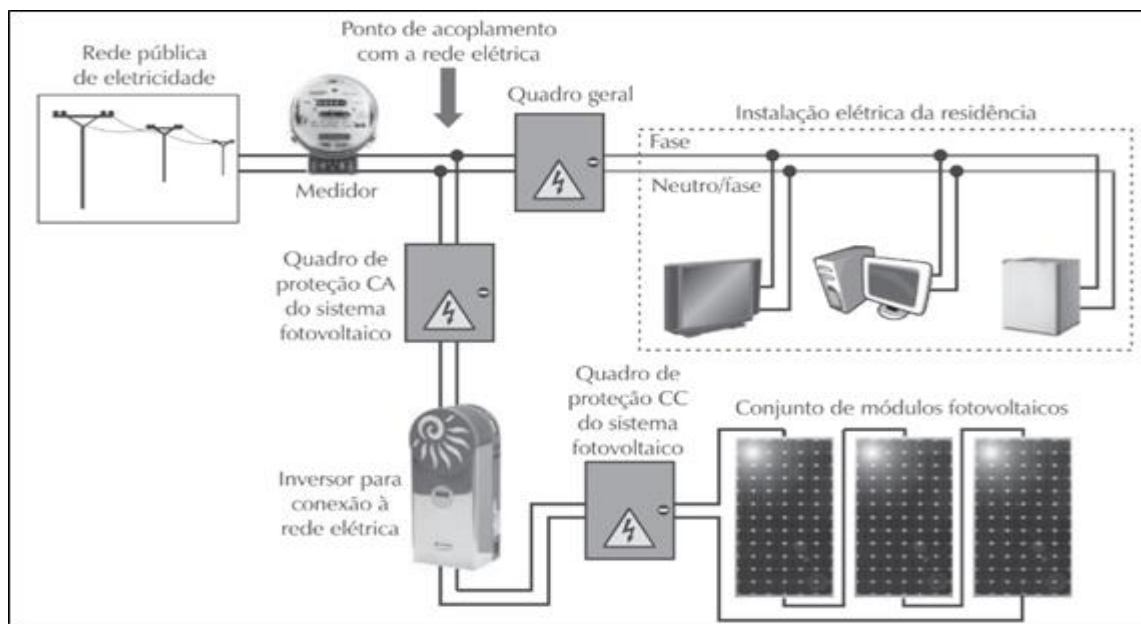 Rede pública
de eletricidade
Ponto de acoplamento
com a rede elétrica
Medidor
Quadro geral
Instalação elétrica da residência
Fase
Neutro/fase
Quadro de
proteção CA
do sistema
fotovoltaico
Inversor para
conexão à
rede elétrica
Quadro de
proteção CC
do sistema
fotovoltaico
Conjunto de módulos fotovoltaicos